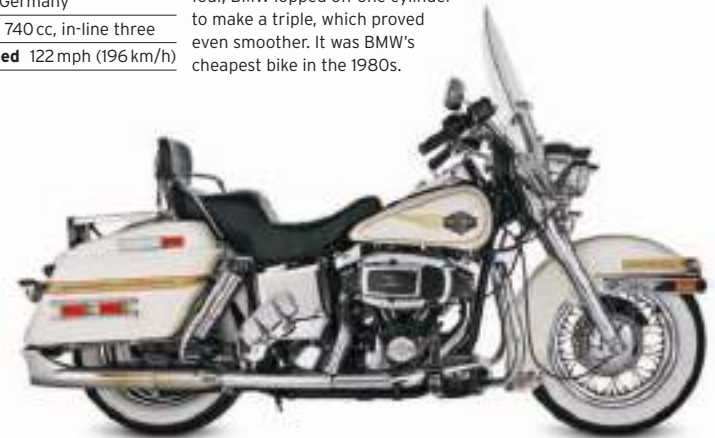 Germany
740 cc, in-line three
122 mph (196 km/h)
to make a triple, which proved
even smoother. It was BMW's
cheapest bike in the 1980s.